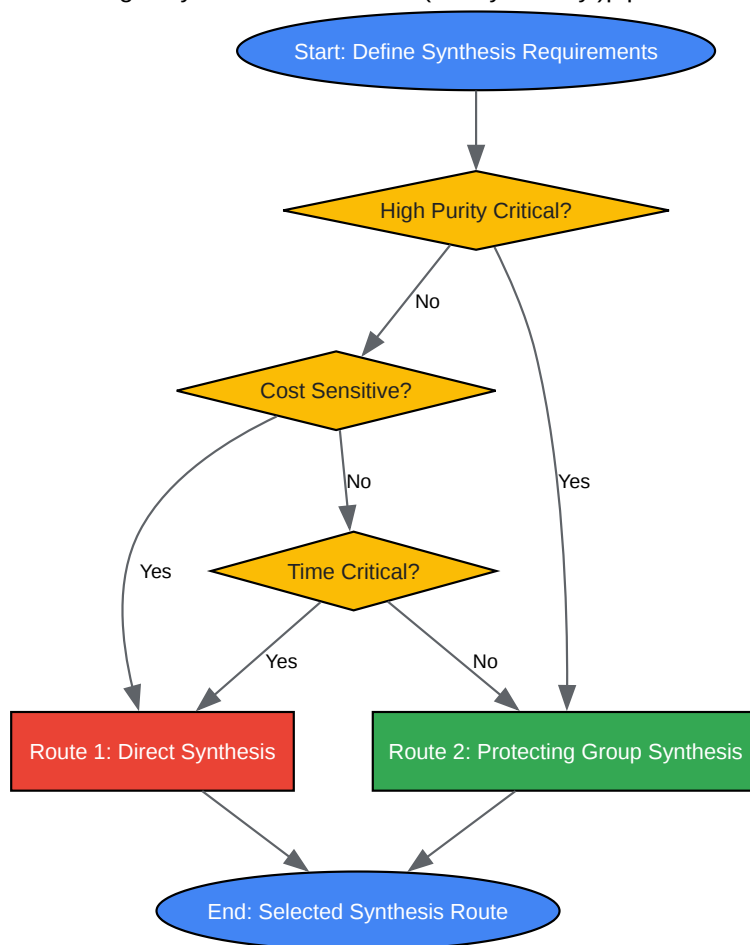 Start: Define Synthesis Requirements
High Purity Critical?
No
Cost Sensitive?
Yes
No
Yes
Time Critical?
Yes
No
Route 1: Direct Synthesis
Route 2: Protecting Group Synthesis
End: Selected Synthesis Route